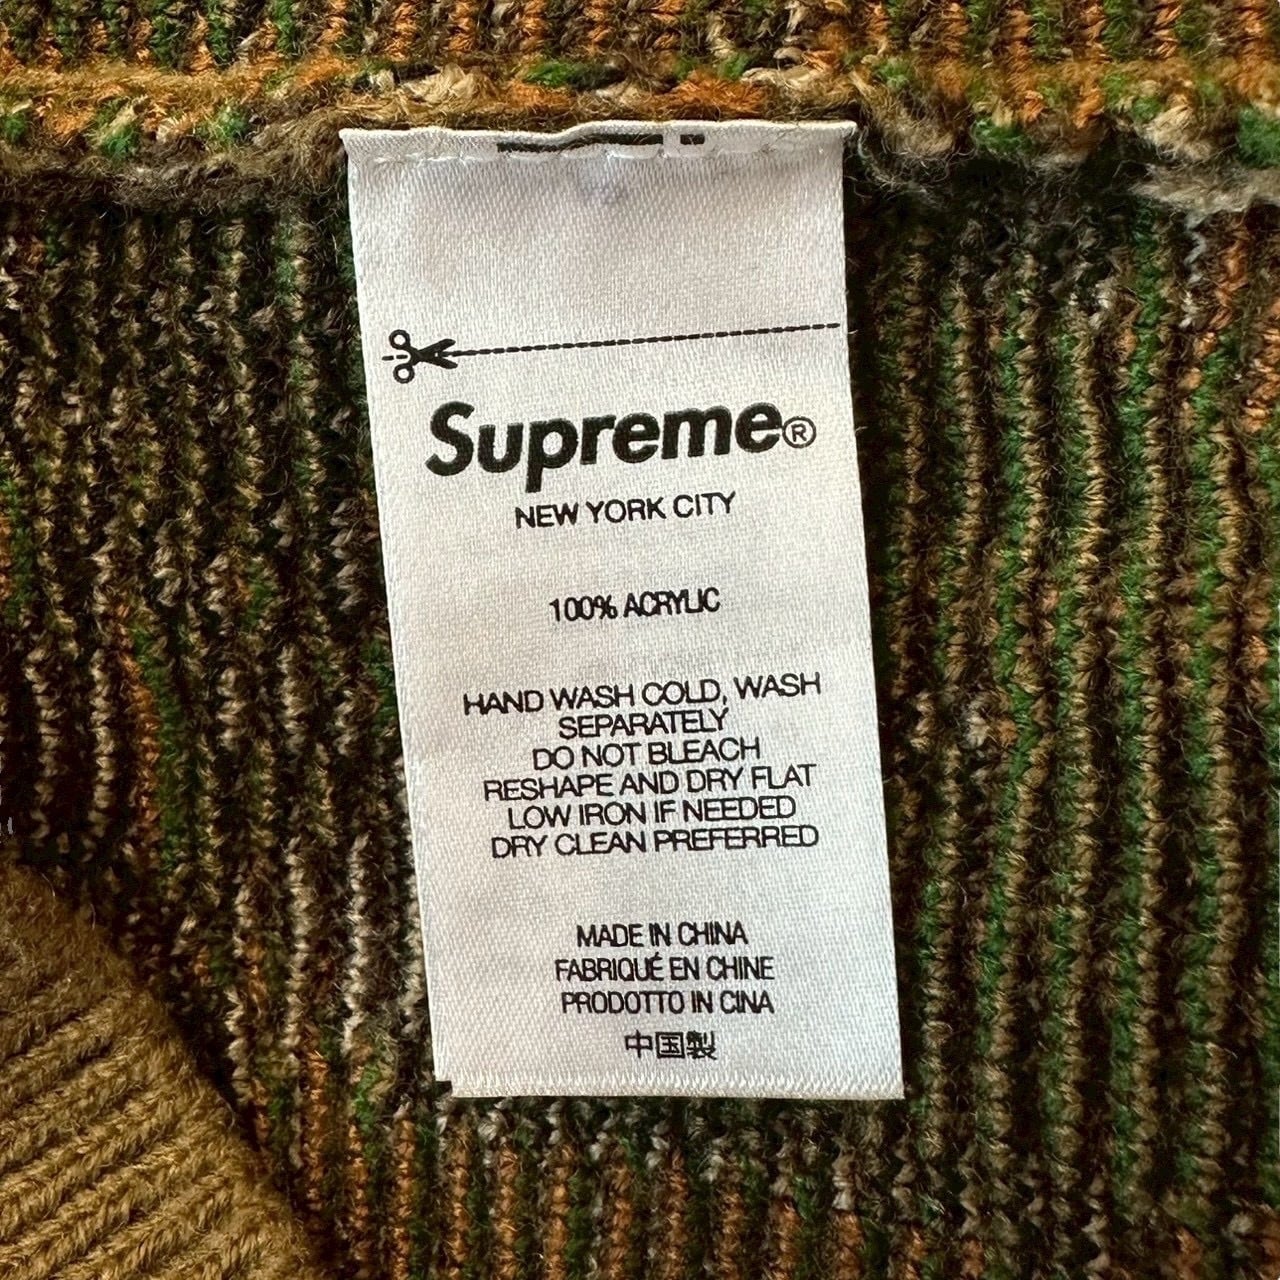 Supreme®
NEW YORK CITY
100% ACRYLIC
HAND WASH COLD, WASH
SEPARATELY
DO NOT BLEACH
RESHAPE AND DRY FLAT
LOW IRON IF NEEDED
DRY CLEAN PREFERRED
MADE IN CHINA
FABRIQUÉ EN CHINE
PRODOTTO IN CINA
中国製